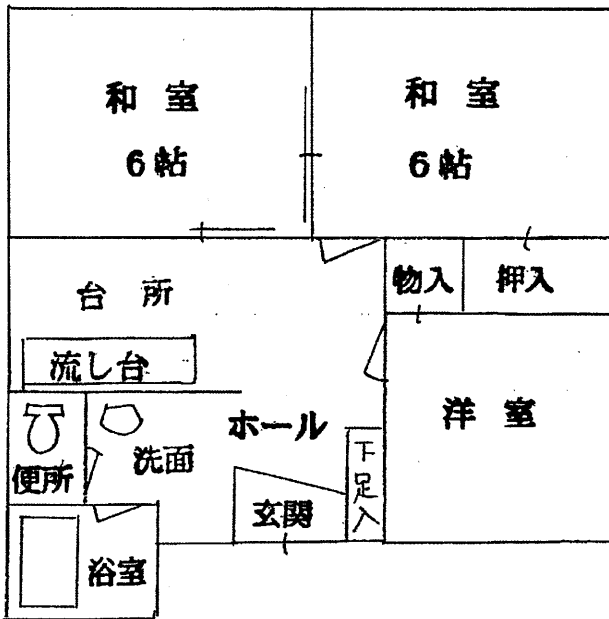 和 室
6帖
和 室
6帖
台 所
物入
押入
流し台
洋 室
ホール
便所
洗面
下足入
玄関
浴室